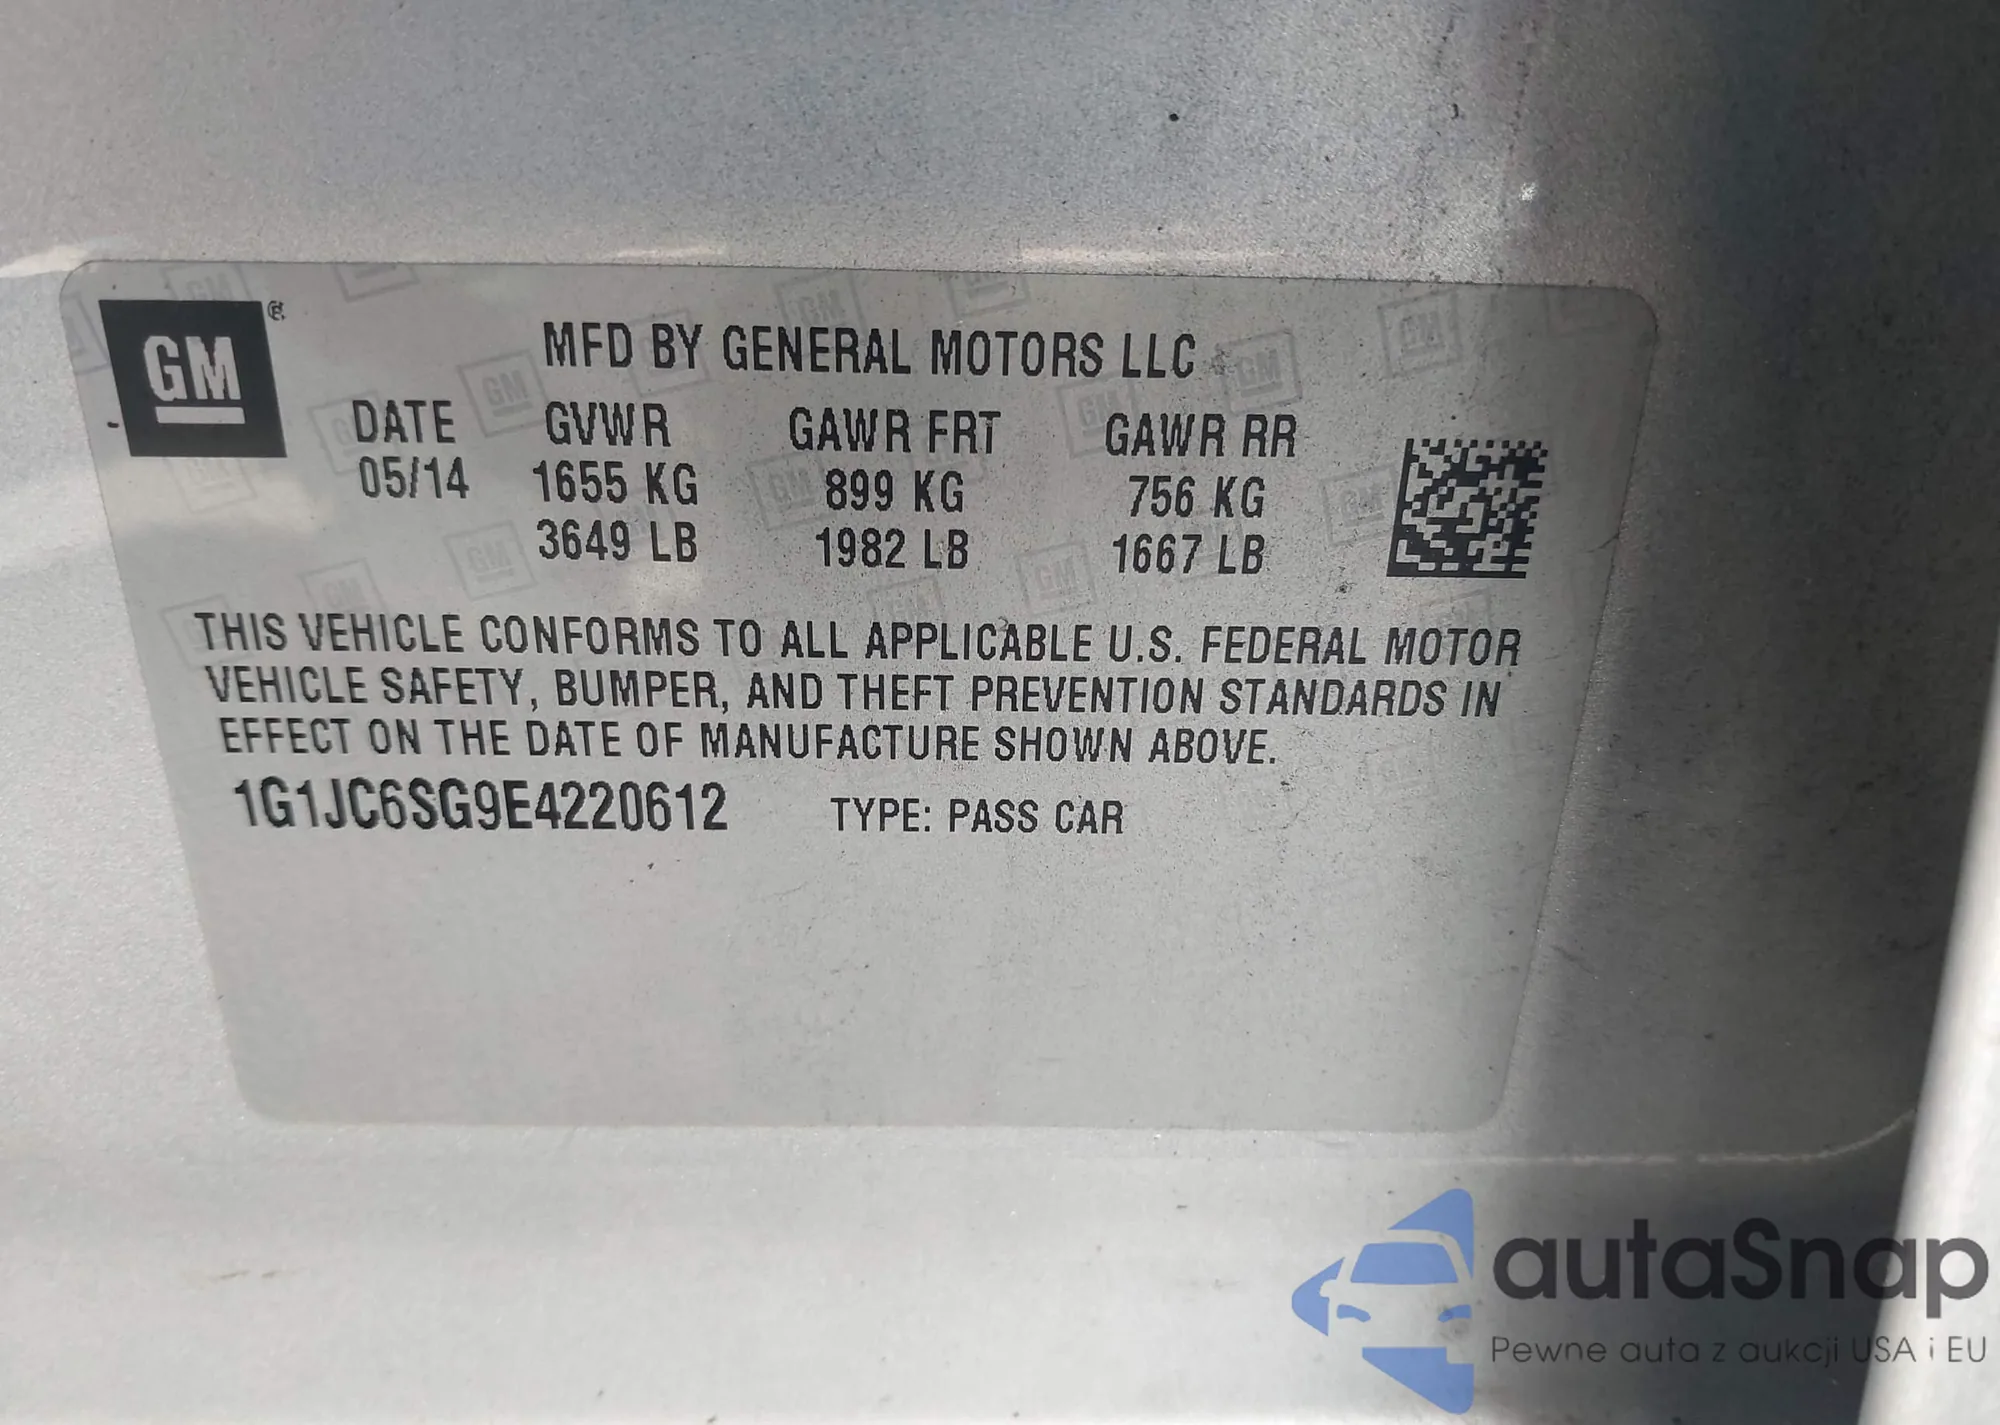 GM®
MFD BY GENERAL MOTORS LLC
DATE GVWR GAWR FRT GAWR RR
05/14 1655 KG 899 KG 756 KG
3649 LB 1982 LB 1667 LB
THIS VEHICLE CONFORMS TO ALL APPLICABLE U.S. FEDERAL MOTOR
VEHICLE SAFETY, BUMPER, AND THEFT PREVENTION STANDARDS IN
EFFECT ON THE DATE OF MANUFACTURE SHOWN ABOVE.
1G1JC6SG9E4220612 TYPE: PASS CAR
autaSnap
Pewne auta z aukcji USA i EU